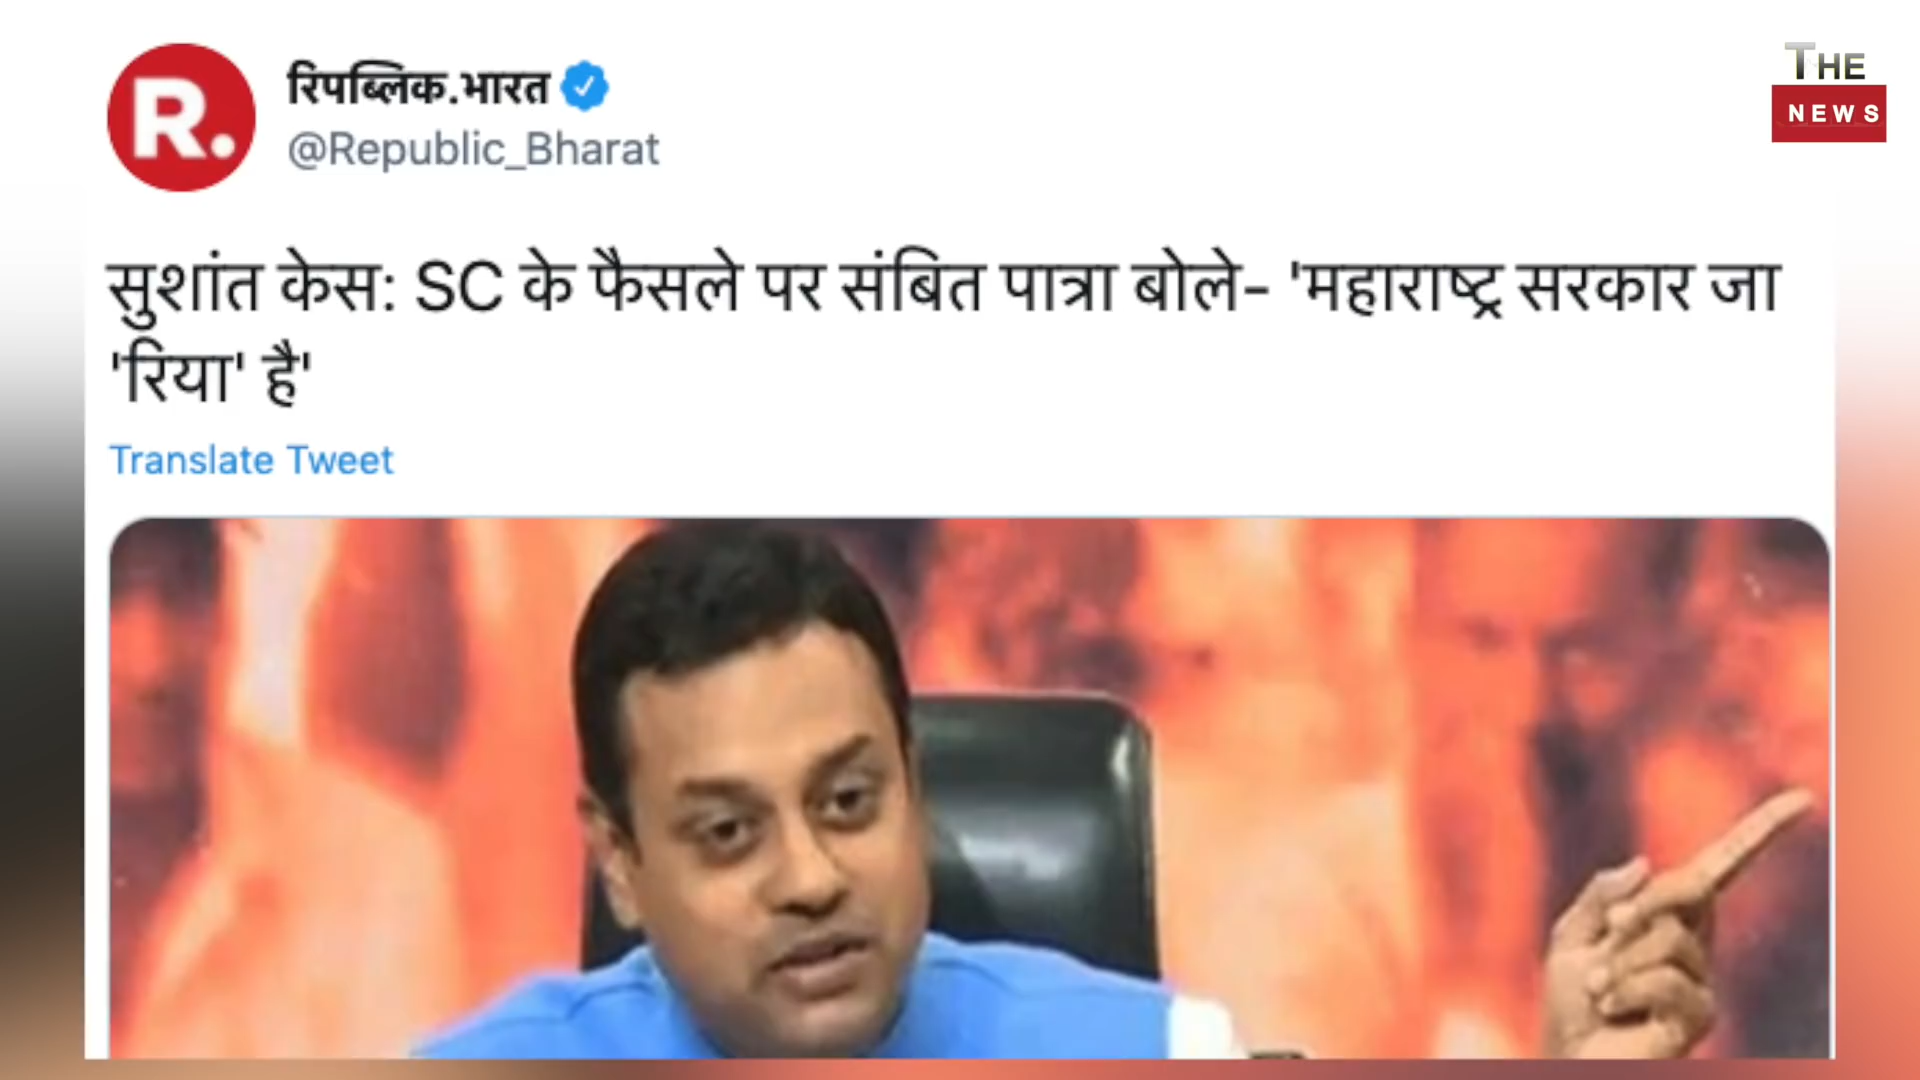 R.
रिपब्लिक.भारत
@Republic_Bharat
THE
NEWS
सुशांत केस: SC के फैसले पर संबित पात्रा बोले- 'महाराष्ट्र सरकार जा
'रिया' है'
Translate Tweet